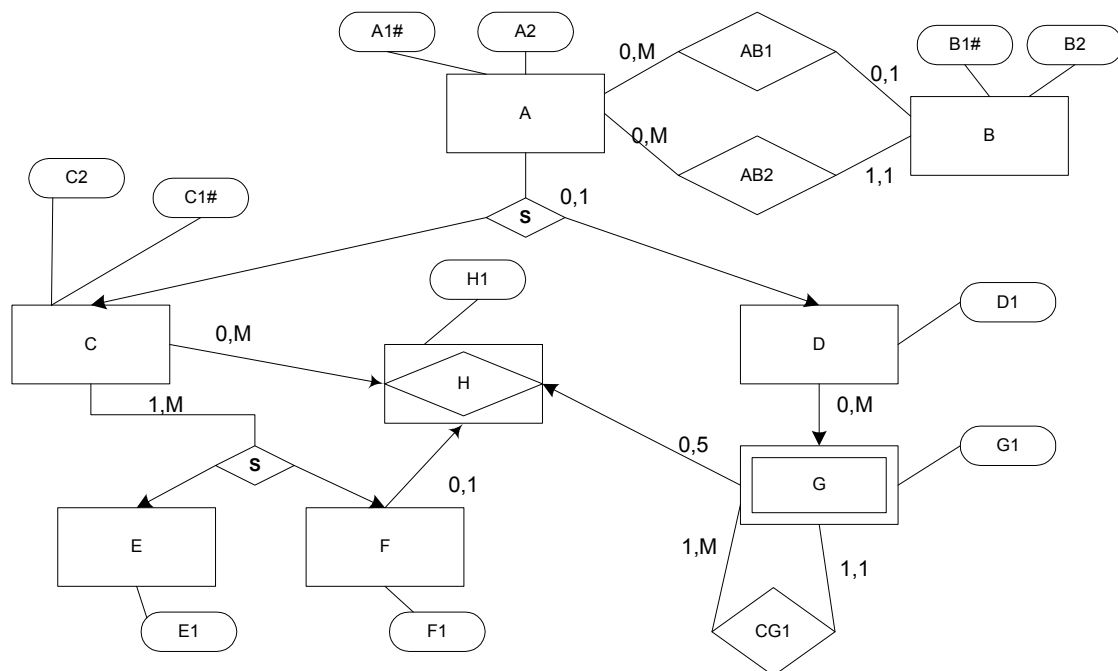 A1#
A2
B1#
B2
0,M
AB1
0,1
A
B
0,M
AB2
1,1
C2
C1#
0,1
S
H1
D1
0,M
C
D
H
1,M
0,M
S
0,5
G1
G
0,1
E
F
1,M
1,1
E1
F1
CG1